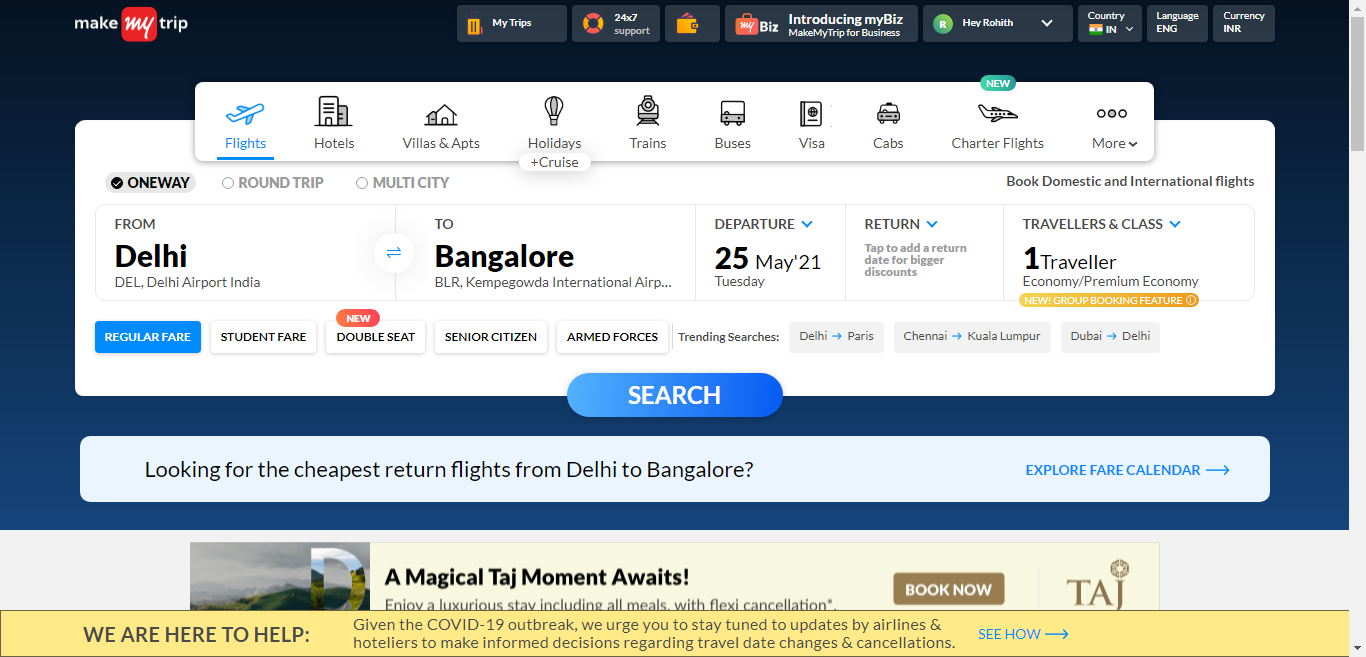 make my trip
My Trips
24x7
support
my Biz
Introducing myBiz
MakeMyTrip for Business
R
Hey Rohith
Country
IN
Language
ENG
Currency
INR
NEW
Flights
Hotels
Villas & Apts
Holidays
+Cruise
Trains
Buses
Visa
Cabs
Charter Flights
More
ONEWAY
ROUND TRIP
MULTI CITY
Book Domestic and International flights
FROM
Delhi
DEL, Delhi Airport India
TO
Bangalore
BLR, Kempegowda International Airp...
DEPARTURE
25 May'21
Tuesday
RETURN
Tap to add a return
date for bigger
discounts
TRAVELLERS & CLASS
1Traveller
Economy/Premium Economy
NEW! GROUP BOOKING FEATURE
REGULAR FARE
STUDENT FARE
NEW
DOUBLE SEAT
SENIOR CITIZEN
ARMED FORCES
Trending Searches:
Delhi → Paris
Chennai → Kuala Lumpur
Dubai → Delhi
SEARCH
Looking for the cheapest return flights from Delhi to Bangalore?
EXPLORE FARE CALENDAR
D
A Magical Taj Moment Awaits!
Enjoy a luxurious stay including all meals, with flexi cancellation*.
BOOK NOW
TAJ
WE ARE HERE TO HELP:
Given the COVID-19 outbreak, we urge you to stay tuned to updates by airlines &
hoteliers to make informed decisions regarding travel date changes & cancellations.
SEE HOW